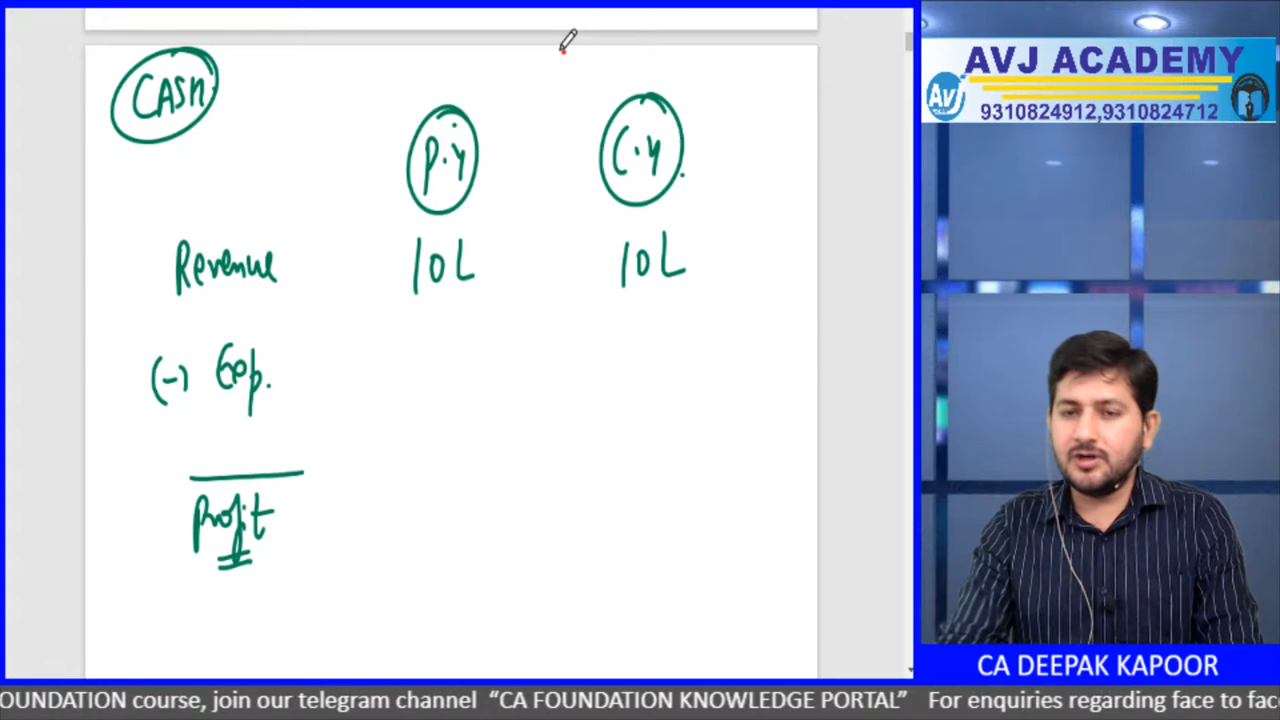 CASH
P.Y
C.Y
Revenue 10L 10L
(-) Exp.
Profit
AVJ ACADEMY
AV
9310824912,9310824712
CA DEEPAK KAPOOR
OUNDATION course, join our telegram channel "CA FOUNDATION KNOWLEDGE PORTAL" For enquiries regarding face to fac